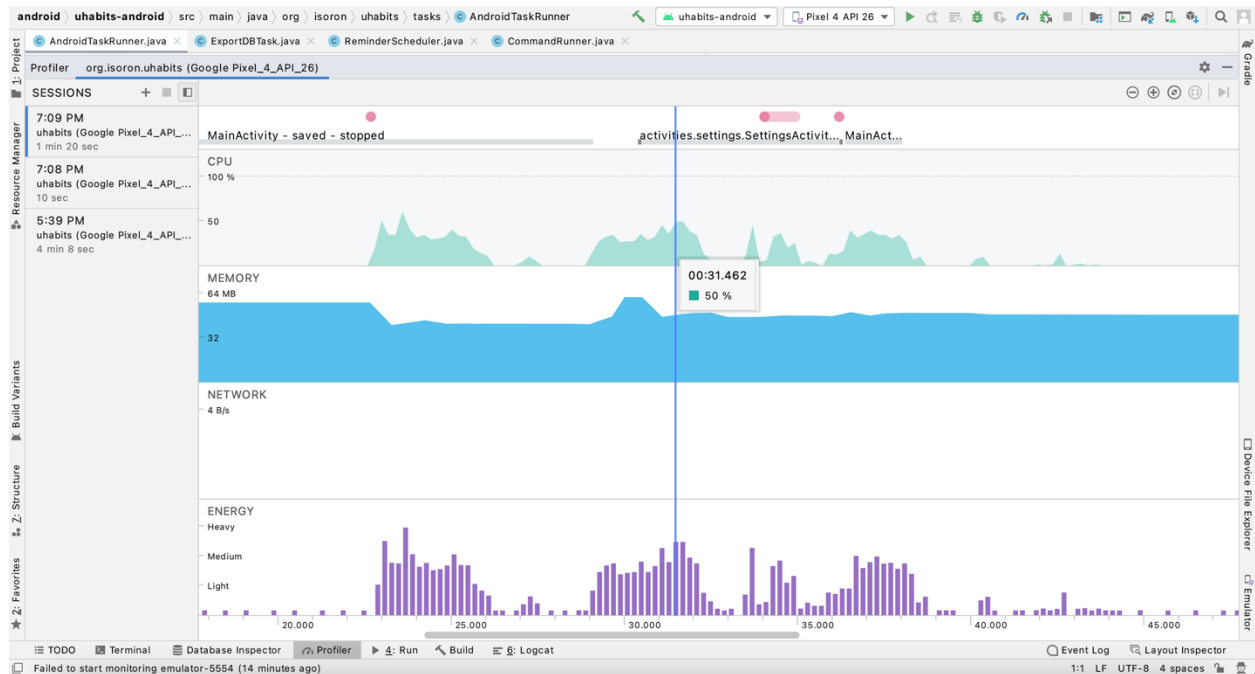 android › uhabits-android › src › main › java › org › isoron › uhabits › tasks › AndroidTaskRunner
uhabits-android
Pixel 4 API 26
AndroidTaskRunner.java
ExportDBTask.java
ReminderScheduler.java
CommandRunner.java
Profiler
org.isoron.uhabits (Google Pixel_4_API_26)
SESSIONS
7:09 PM
uhabits (Google Pixel_4_API_...
1 min 20 sec
7:08 PM
uhabits (Google Pixel_4_API_...
10 sec
5:39 PM
uhabits (Google Pixel_4_API_...
4 min 8 sec
MainActivity - saved - stopped
activities.settings.SettingsActivit...
MainAct...
CPU
100 %
50
00:31.462
50 %
MEMORY
64 MB
32
NETWORK
4 B/s
ENERGY
Heavy
Medium
Light
20.000
25.000
30.000
35.000
40.000
45.000
1: Project
Resource Manager
Build Variants
Z: Structure
2: Favorites
Gradle
Device File Explorer
Emulator
TODO
Terminal
Database Inspector
Profiler
4: Run
Build
6: Logcat
Event Log
Layout Inspector
Failed to start monitoring emulator-5554 (14 minutes ago)
1:1 LF UTF-8 4 spaces